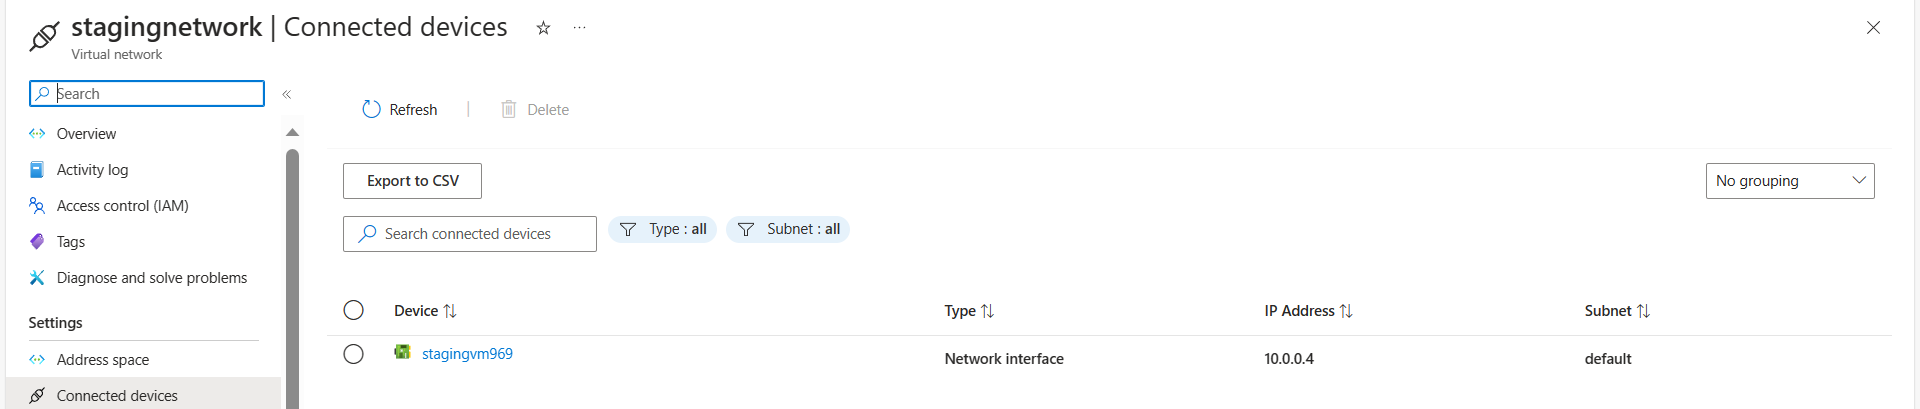 stagingnetwork | Connected devices
Virtual network
Search
Overview
Activity log
Access control (IAM)
Tags
Diagnose and solve problems
Settings
Address space
Connected devices
Refresh | Delete
Export to CSV
No grouping
Search connected devices
Type : all
Subnet : all
Device Type IP Address Subnet
stagingvm969 Network interface 10.0.0.4 default